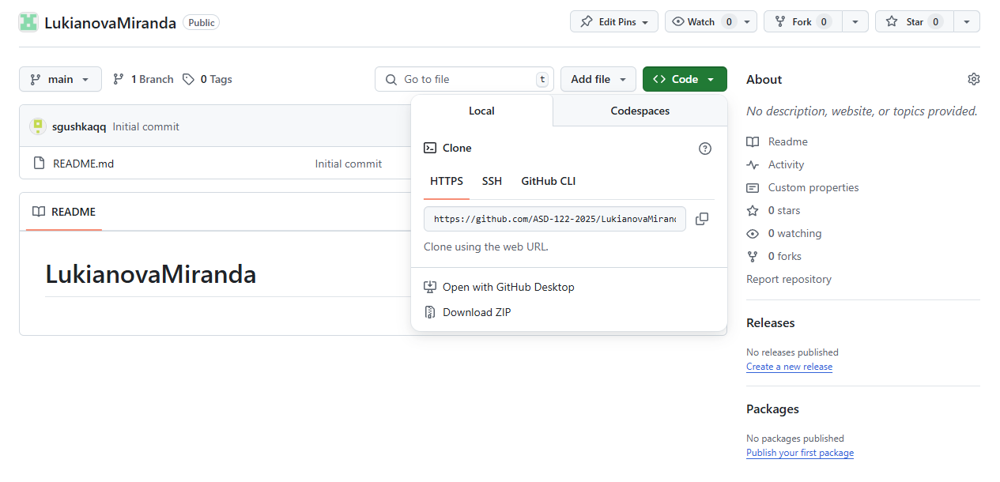 LukianovaMiranda Public Edit Pins Watch 0 Fork 0 Star 0
main 1 Branch 0 Tags Go to file t Add file Code
Local Codespaces
sgushkaqq Initial commit
README.md Initial commit
README
LukianovaMiranda
Clone
HTTPS SSH GitHub CLI
https://github.com/ASD-122-2025/LukianovaMiran
Clone using the web URL.
Open with GitHub Desktop
Download ZIP
About
No description, website, or topics provided.
Readme
Activity
Custom properties
0 stars
0 watching
0 forks
Report repository
Releases
No releases published
Create a new release
Packages
No packages published
Publish your first package